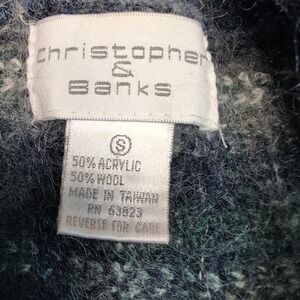 Christopher
&
Banks
S
50% ACRYLIC
50% WOOL
MADE IN TAIWAN
RN 63823
REVERSE FOR CARE